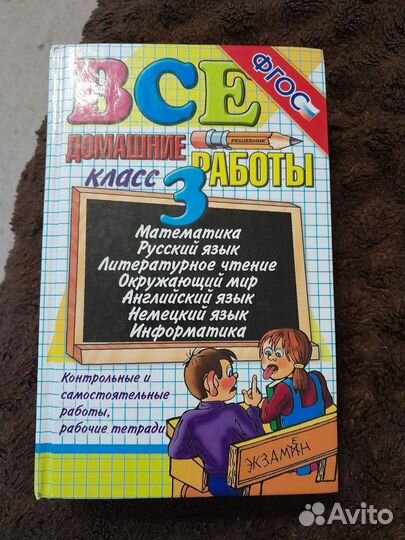 ВСЕ
ФГОС
ДОМАШНИЕ
РЕШЕБНИК
РАБОТЫ
КЛАСС
3
Математика
Русский язык
Литературное чтение
Окружающий мир
Английский язык
Немецкий язык
Информатика
Контрольные и
самостоятельные
работы,
рабочие тетради
ЭКЗАМЕН
Avito